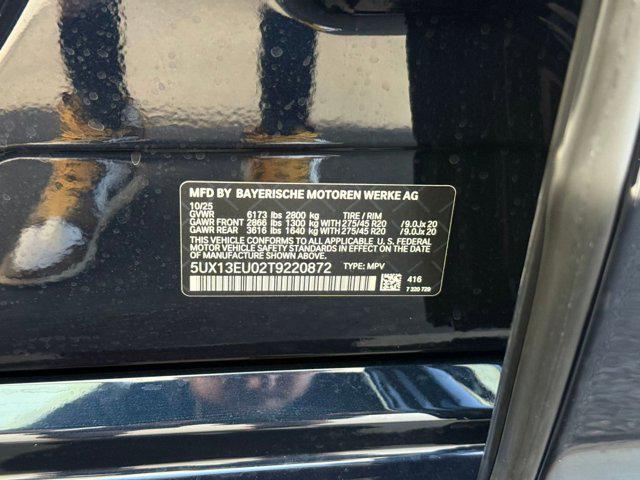 MFD BY BAYERISCHE MOTOREN WERKE AG
10/25
GVWR 6173 lbs 2800 kg TIRE / RIM
GAWR FRONT 2866 lbs 1300 kg WITH 275/45 R20 /9.0Jx 20
GAWR REAR 3616 lbs 1640 kg WITH 275/45 R20 /9.0Jx 20
THIS VEHICLE CONFORMS TO ALL APPLICABLE U.S. FEDERAL
MOTOR VEHICLE SAFETY STANDARDS IN EFFECT ON THE DATE
OF MANUFACTURE SHOWN ABOVE.
5UX13EU02T9220872 TYPE: MPV
416
7 320 729